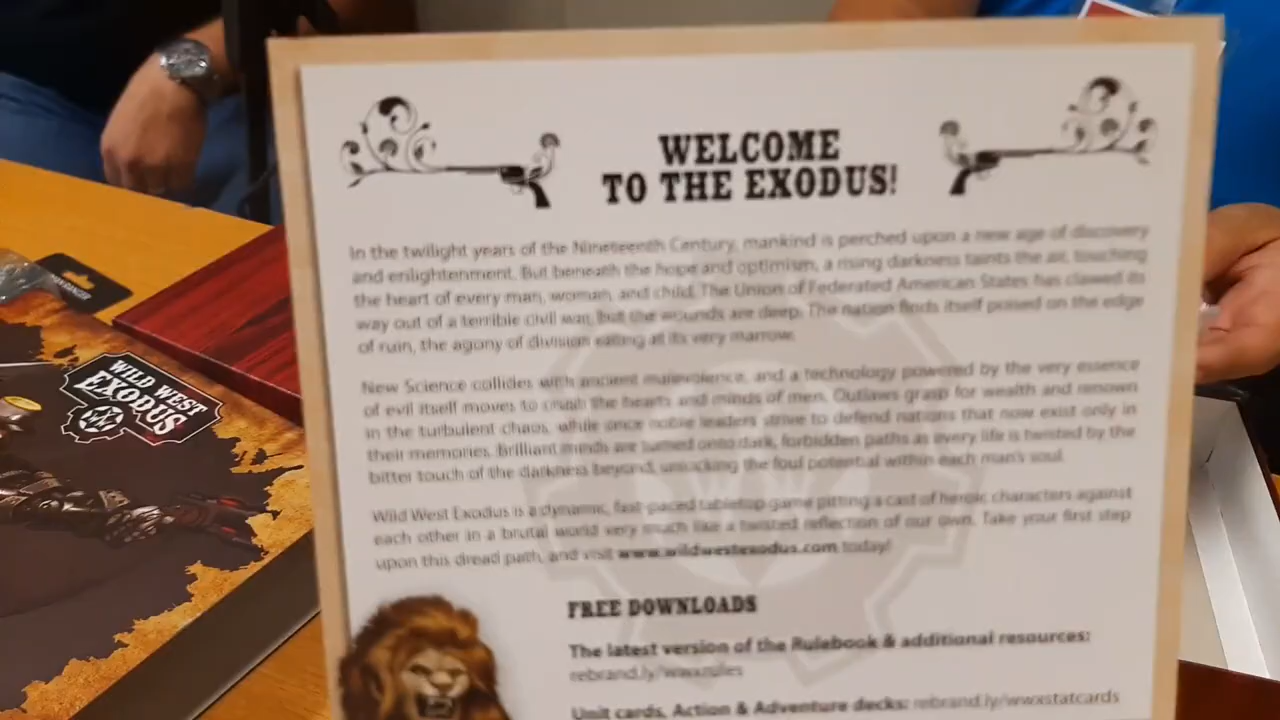 WELCOME
TO THE EXODUS!
In the twilight years of the Nineteenth Century, mankind is perched upon a new age of discovery
and enlightenment. But beneath the hope and optimism, a rising darkness taints the air, touching
the heart of every man, woman, and child. The Union of Federated American States has clawed its
way out of a terrible civil war, but the wounds are deep. The nation finds itself poised on the edge
of ruin, the agony of division eating at its very marrow.
New Science collides with ancient malevolence, and a technology powered by the very essence
of evil itself moves to crush the hearts and minds of men. Outlaws grasp for wealth and renown
in the turbulent chaos, while once noble leaders strive to defend nations that now exist only in
their memories. Brilliant minds are turned onto dark, forbidden paths as every life is twisted by the
bitter touch of the darkness beyond, unlocking the foul potential within each man's soul.
Wild West Exodus is a dynamic, fast-paced tabletop game pitting a cast of heroic characters against
each other in a brutal world very much like a twisted reflection of our own. Take your first step
upon this dread path, and visit www.wildwestexodus.com today!
FREE DOWNLOADS
The latest version of the Rulebook & additional resources:
rebrand.ly/wwxrules
Unit cards, Action & Adventure decks: rebrand.ly/wwxstatcards
WILD WEST
EXODUS